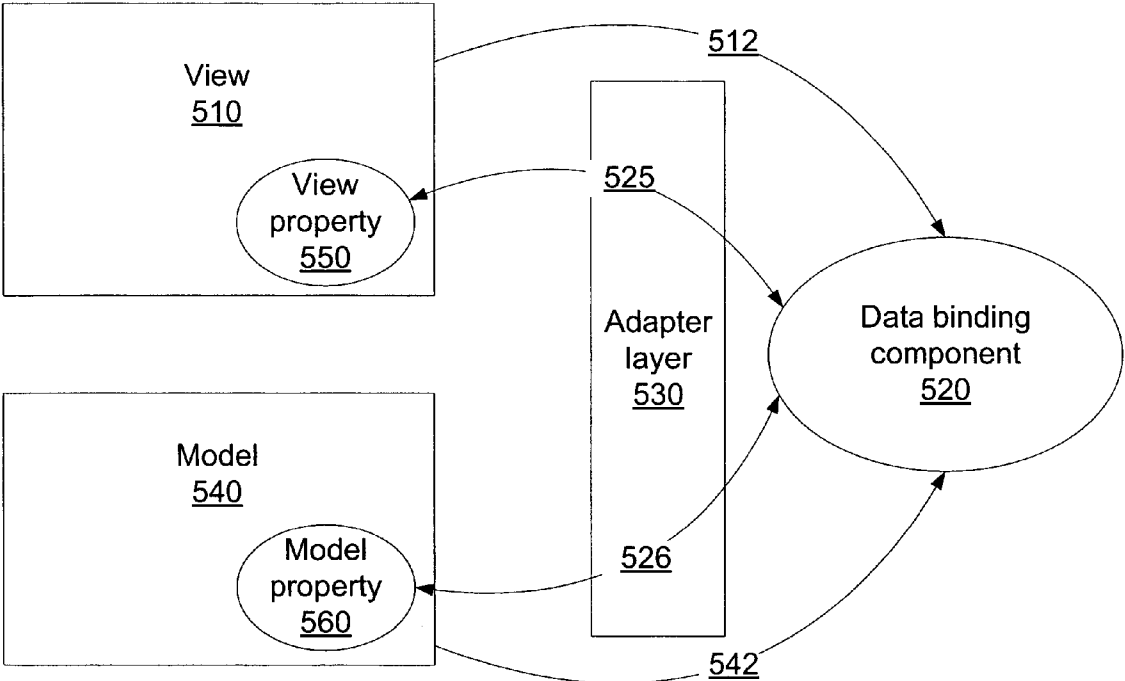 512
View
510
525
View
property
550
Data binding
component
520
Adapter
layer
530
Model
540
526
Model
property
560
542